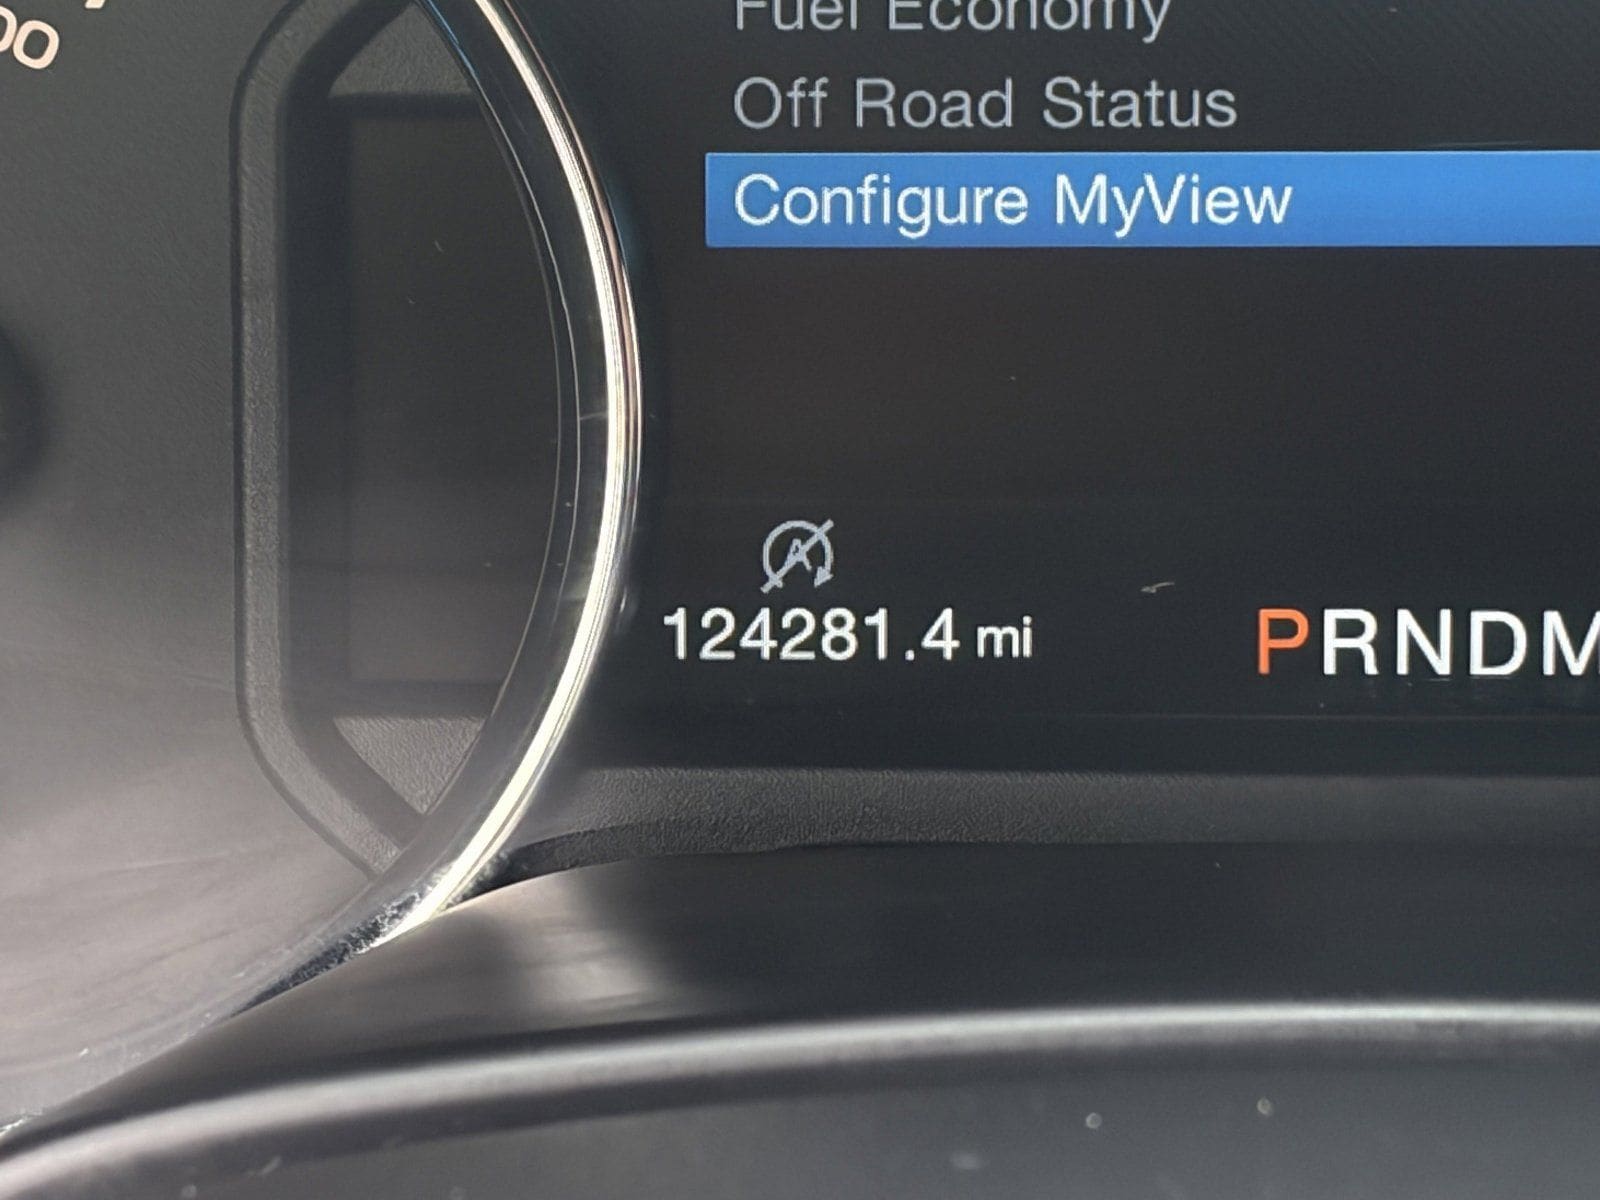 Fuel Economy
Off Road Status
Configure MyView
124281.4 mi
PRNDM